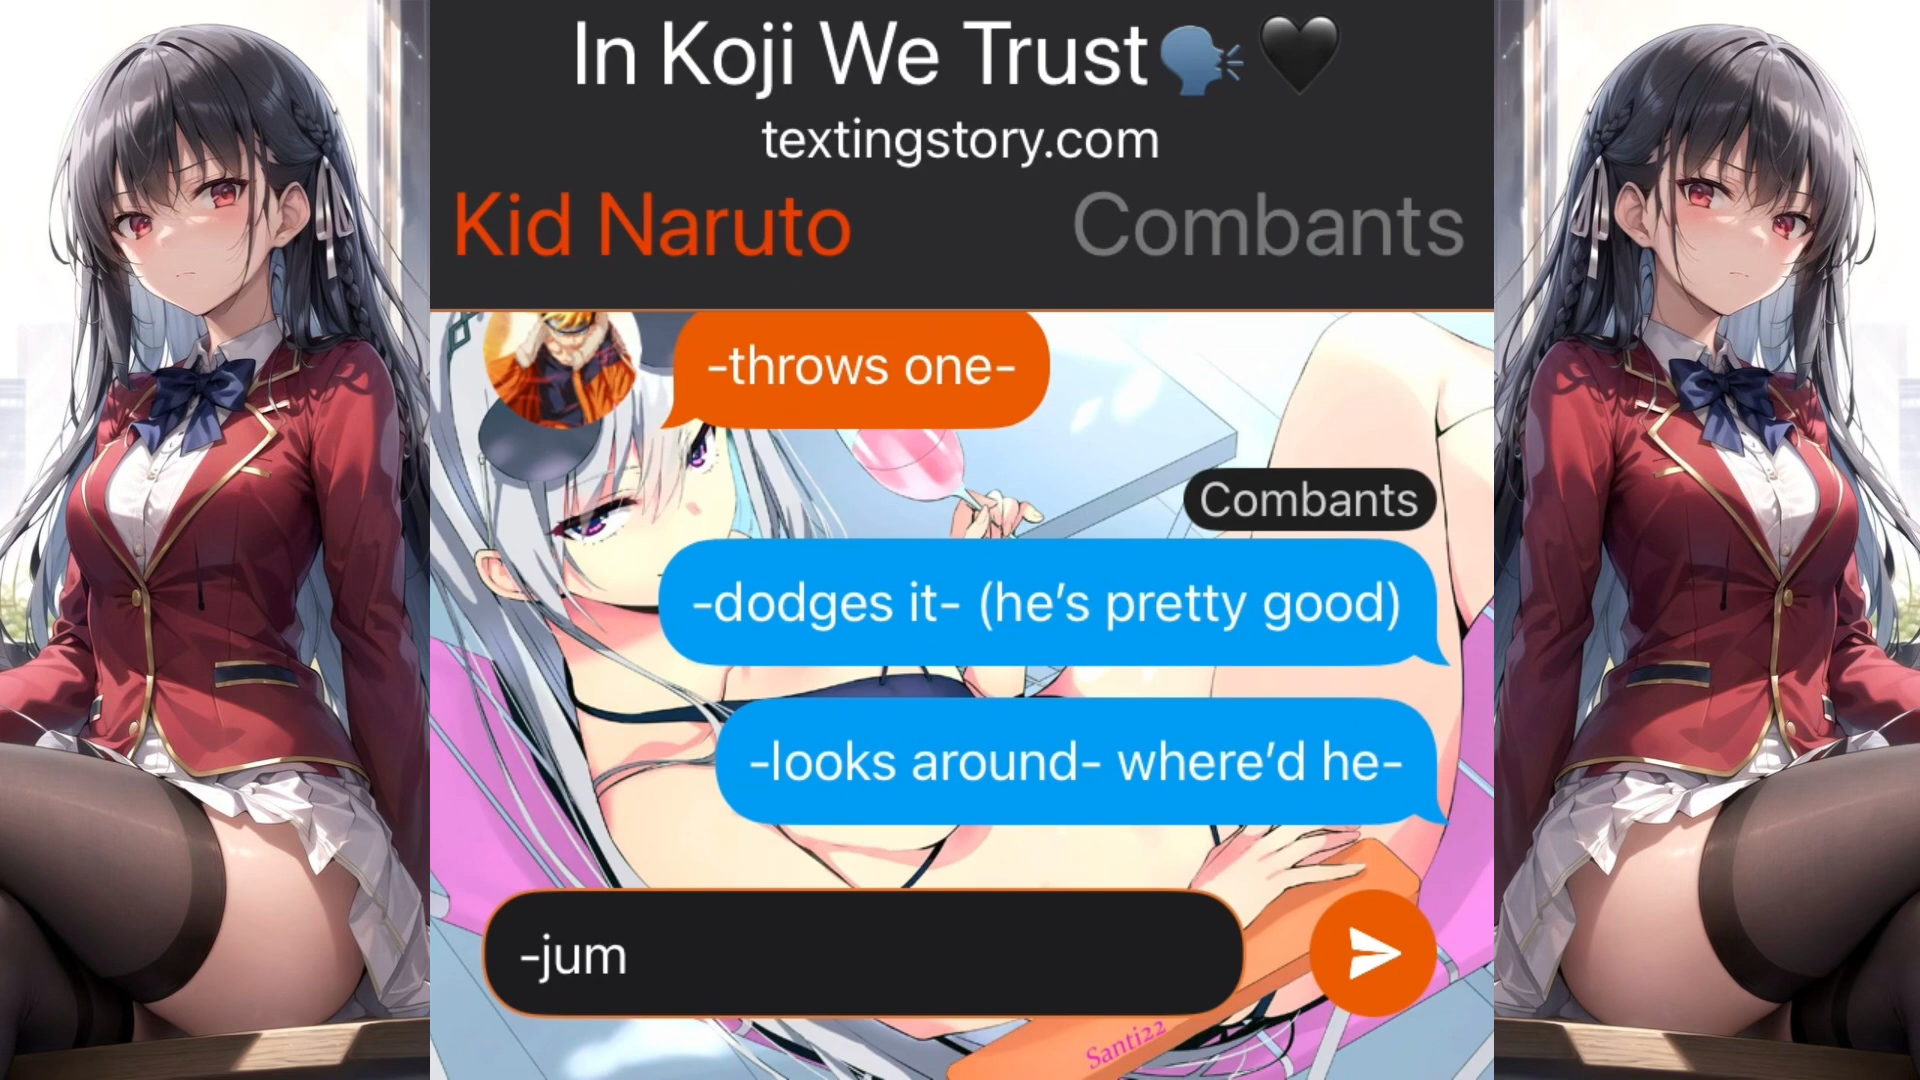 In Koji We Trust🗣️🖤
textingstory.com
Kid Naruto
Combants
-throws one-
Combants
-dodges it- (he’s pretty good)
-looks around- where’d he-
-jum
Santi22